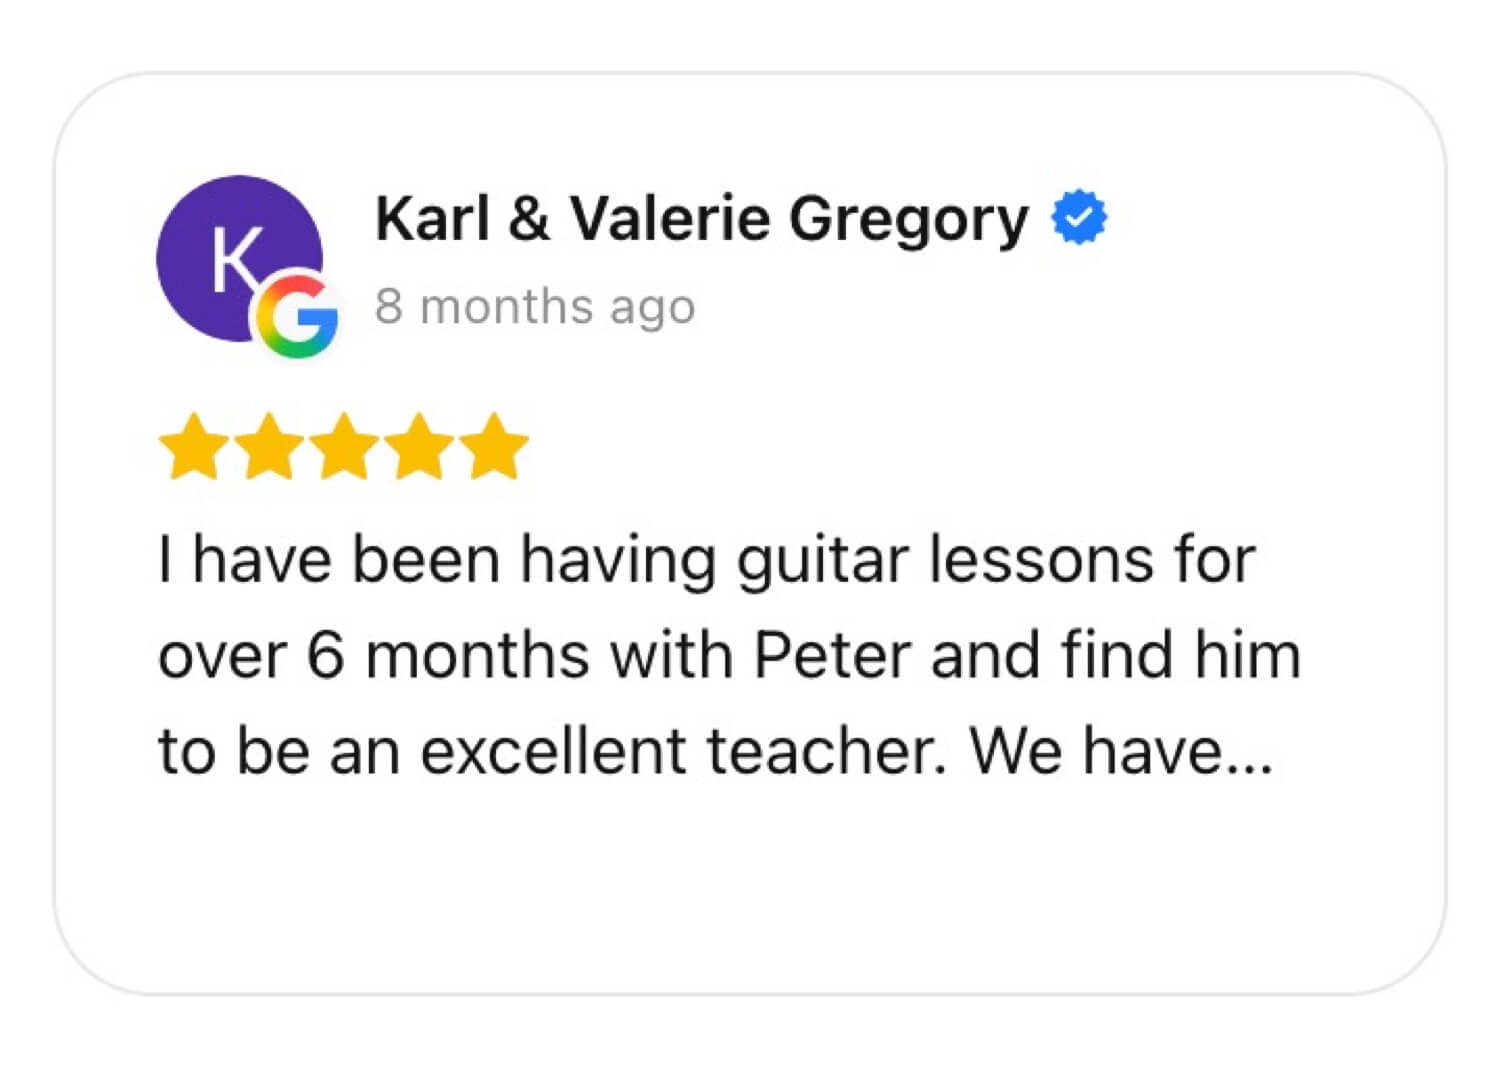 K
G
Karl & Valerie Gregory
8 months ago
I have been having guitar lessons for
over 6 months with Peter and find him
to be an excellent teacher. We have...